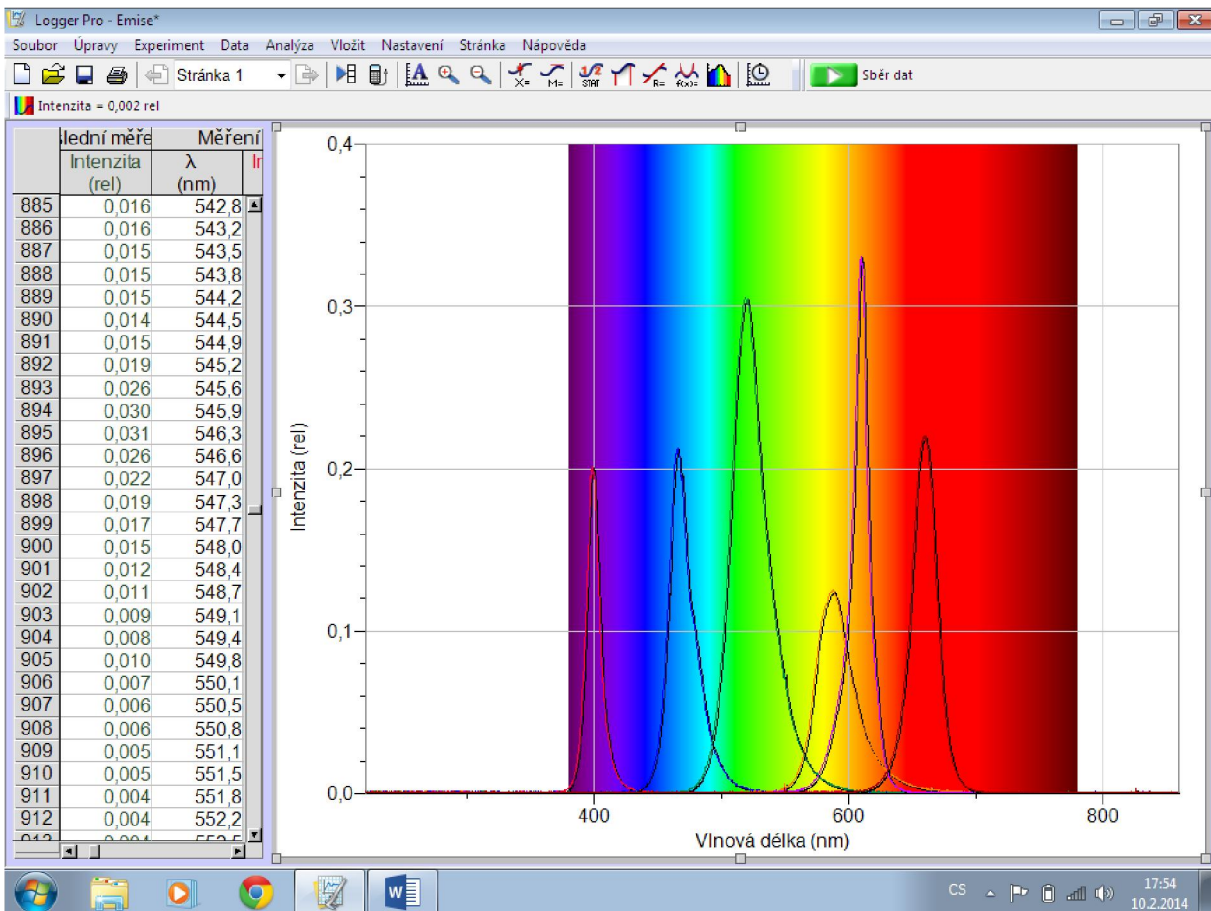 Logger Pro - Emise*
Soubor Úpravy Experiment Data Analýza Vložit Nastavení Stránka Nápověda
Stránka 1
X=
M=
1/2
STAT
R=
f(x)=
Sběr dat
Intenzita = 0,002 rel
lední měře Měření
Intenzita λ Ir
(rel) (nm)
885 0,016 542,8
886 0,016 543,2
887 0,015 543,5
888 0,015 543,8
889 0,015 544,2
890 0,014 544,5
891 0,015 544,9
892 0,019 545,2
893 0,026 545,6
894 0,030 545,9
895 0,031 546,3
896 0,026 546,6
897 0,022 547,0
898 0,019 547,3
899 0,017 547,7
900 0,015 548,0
901 0,012 548,4
902 0,011 548,7
903 0,009 549,1
904 0,008 549,4
905 0,010 549,8
906 0,007 550,1
907 0,006 550,5
908 0,006 550,8
909 0,005 551,1
910 0,005 551,5
911 0,004 551,8
912 0,004 552,2
0,4
0,3
0,2
0,1
0,0
Intenzita (rel)
400 600 800
Vlnová délka (nm)
CS
17:54
10.2.2014